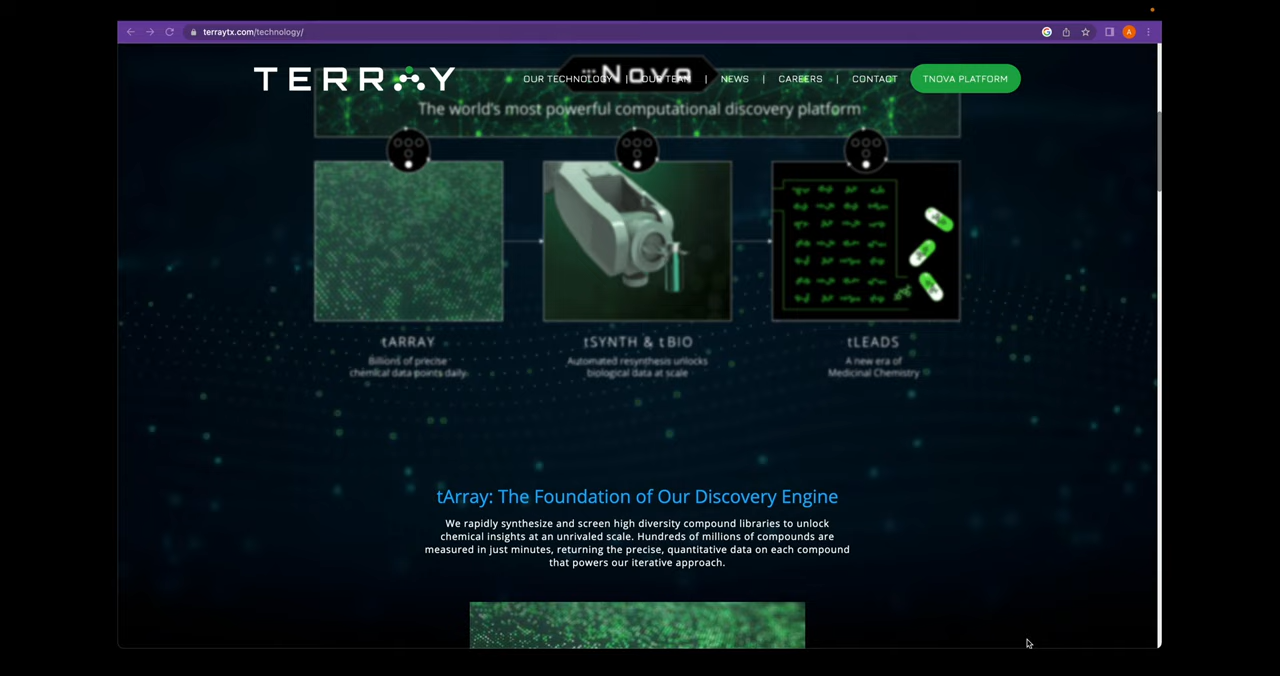 terraytx.com/technology/
A
TERRAY
OUR TECHNOLOGY | OUR TEAM | NEWS | CAREERS | CONTACT
TNOVA PLATFORM
Nova
The world's most powerful computational discovery platform
tARRAY
Billions of precise
chemical data points daily
tSYNTH & tBIO
Automated resynthesis unlocks
biological data at scale
tLEADS
A new era of
Medicinal Chemistry
tArray: The Foundation of Our Discovery Engine
We rapidly synthesize and screen high diversity compound libraries to unlock
chemical insights at an unrivaled scale. Hundreds of millions of compounds are
measured in just minutes, returning the precise, quantitative data on each compound
that powers our iterative approach.